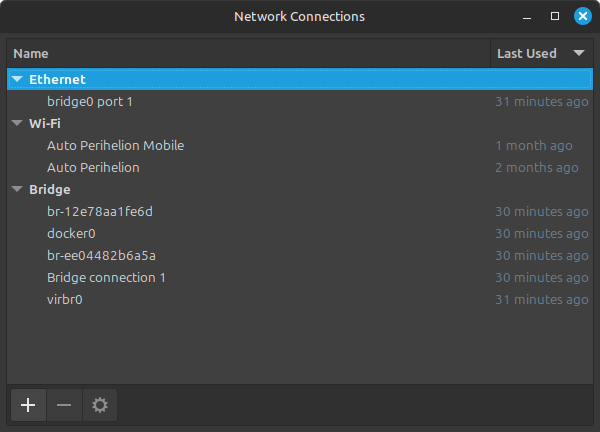 Network Connections
Name Last Used
Ethernet
bridge0 port 1 31 minutes ago
Wi-Fi
Auto Perihelion Mobile 1 month ago
Auto Perihelion 2 months ago
Bridge
br-12e78aa1fe6d 30 minutes ago
docker0 30 minutes ago
br-ee04482b6a5a 30 minutes ago
Bridge connection 1 30 minutes ago
virbr0 31 minutes ago